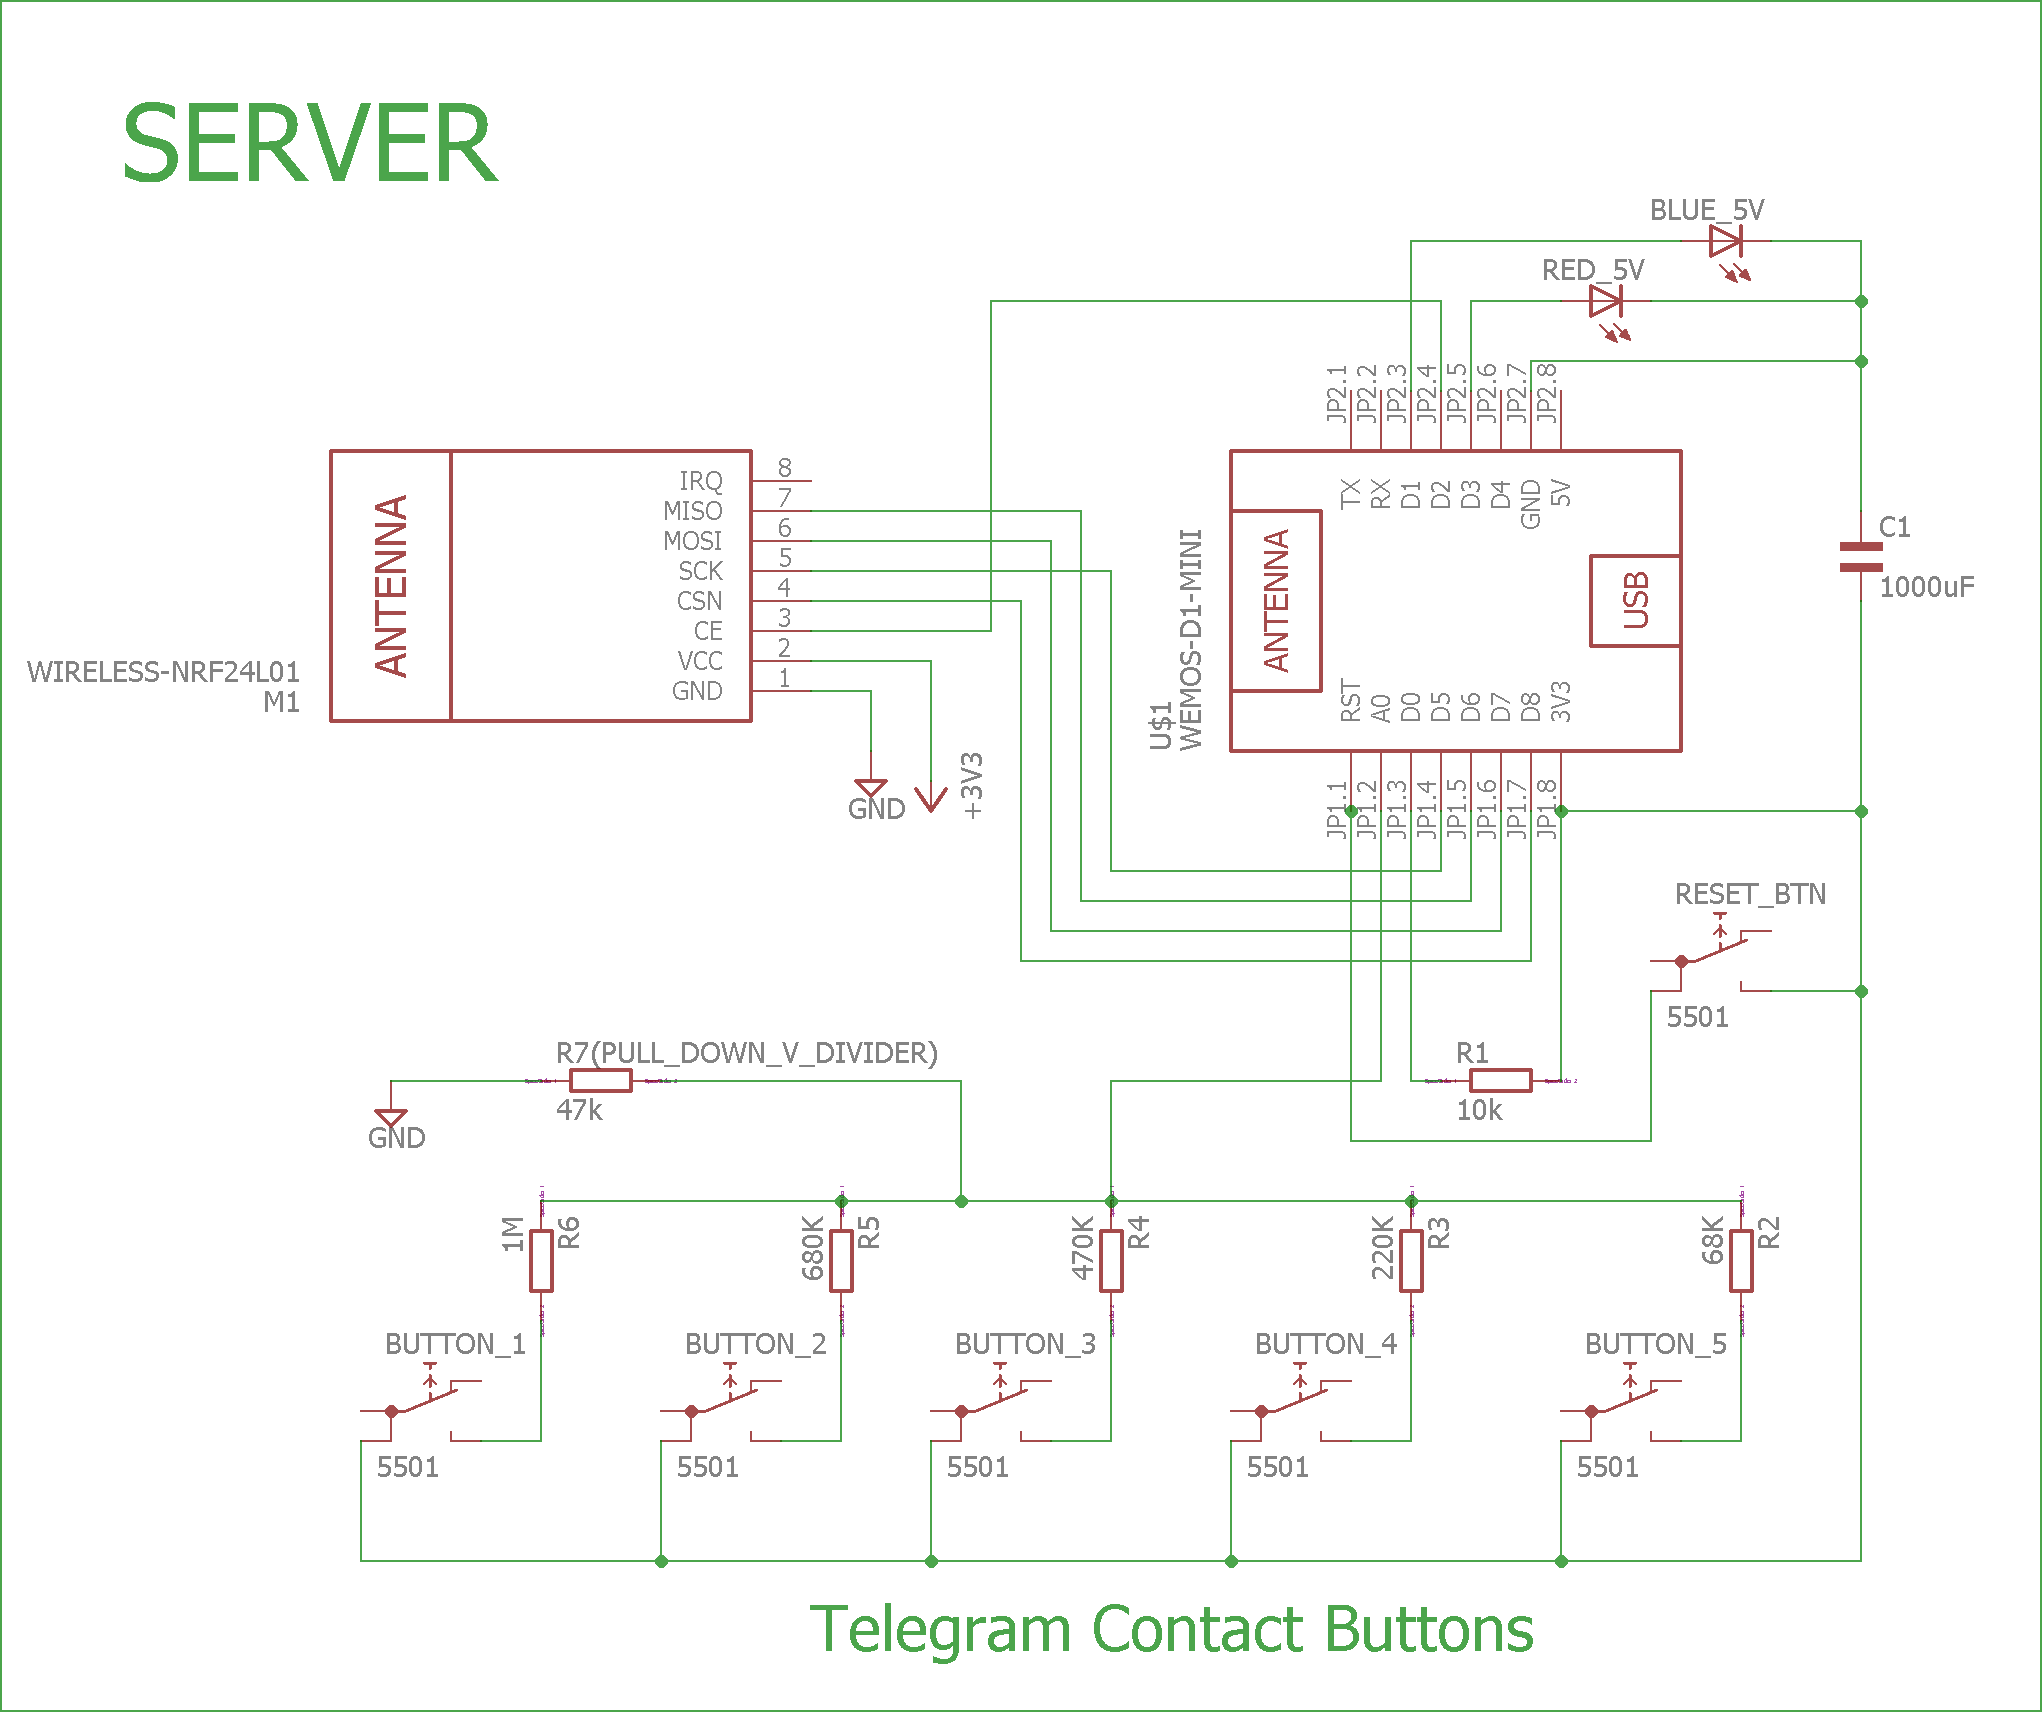 SERVER
BLUE_5V
RED_5V
JP2.1
JP2.2
JP2.3
JP2.4
JP2.5
JP2.6
JP2.7
JP2.8
ANTENNA
IRQ
8
MISO
7
MOSI
6
SCK
5
CSN
4
CE
3
VCC
2
GND
1
WIRELESS-NRF24L01
M1
GND
+3V3
TX
RX
D1
D2
D3
D4
GND
5V
ANTENNA
USB
U$1
WEMOS-D1-MINI
RST
A0
D0
D5
D6
D7
D8
3V3
C1
1000uF
JP1.1
JP1.2
JP1.3
JP1.4
JP1.5
JP1.6
JP1.7
JP1.8
RESET_BTN
5501
R7(PULL_DOWN_V_DIVIDER)
47k
GND
R1
10k
1M
R6
680K
R5
470K
R4
220K
R3
68K
R2
BUTTON_1
BUTTON_2
BUTTON_3
BUTTON_4
BUTTON_5
5501
5501
5501
5501
5501
Telegram Contact Buttons